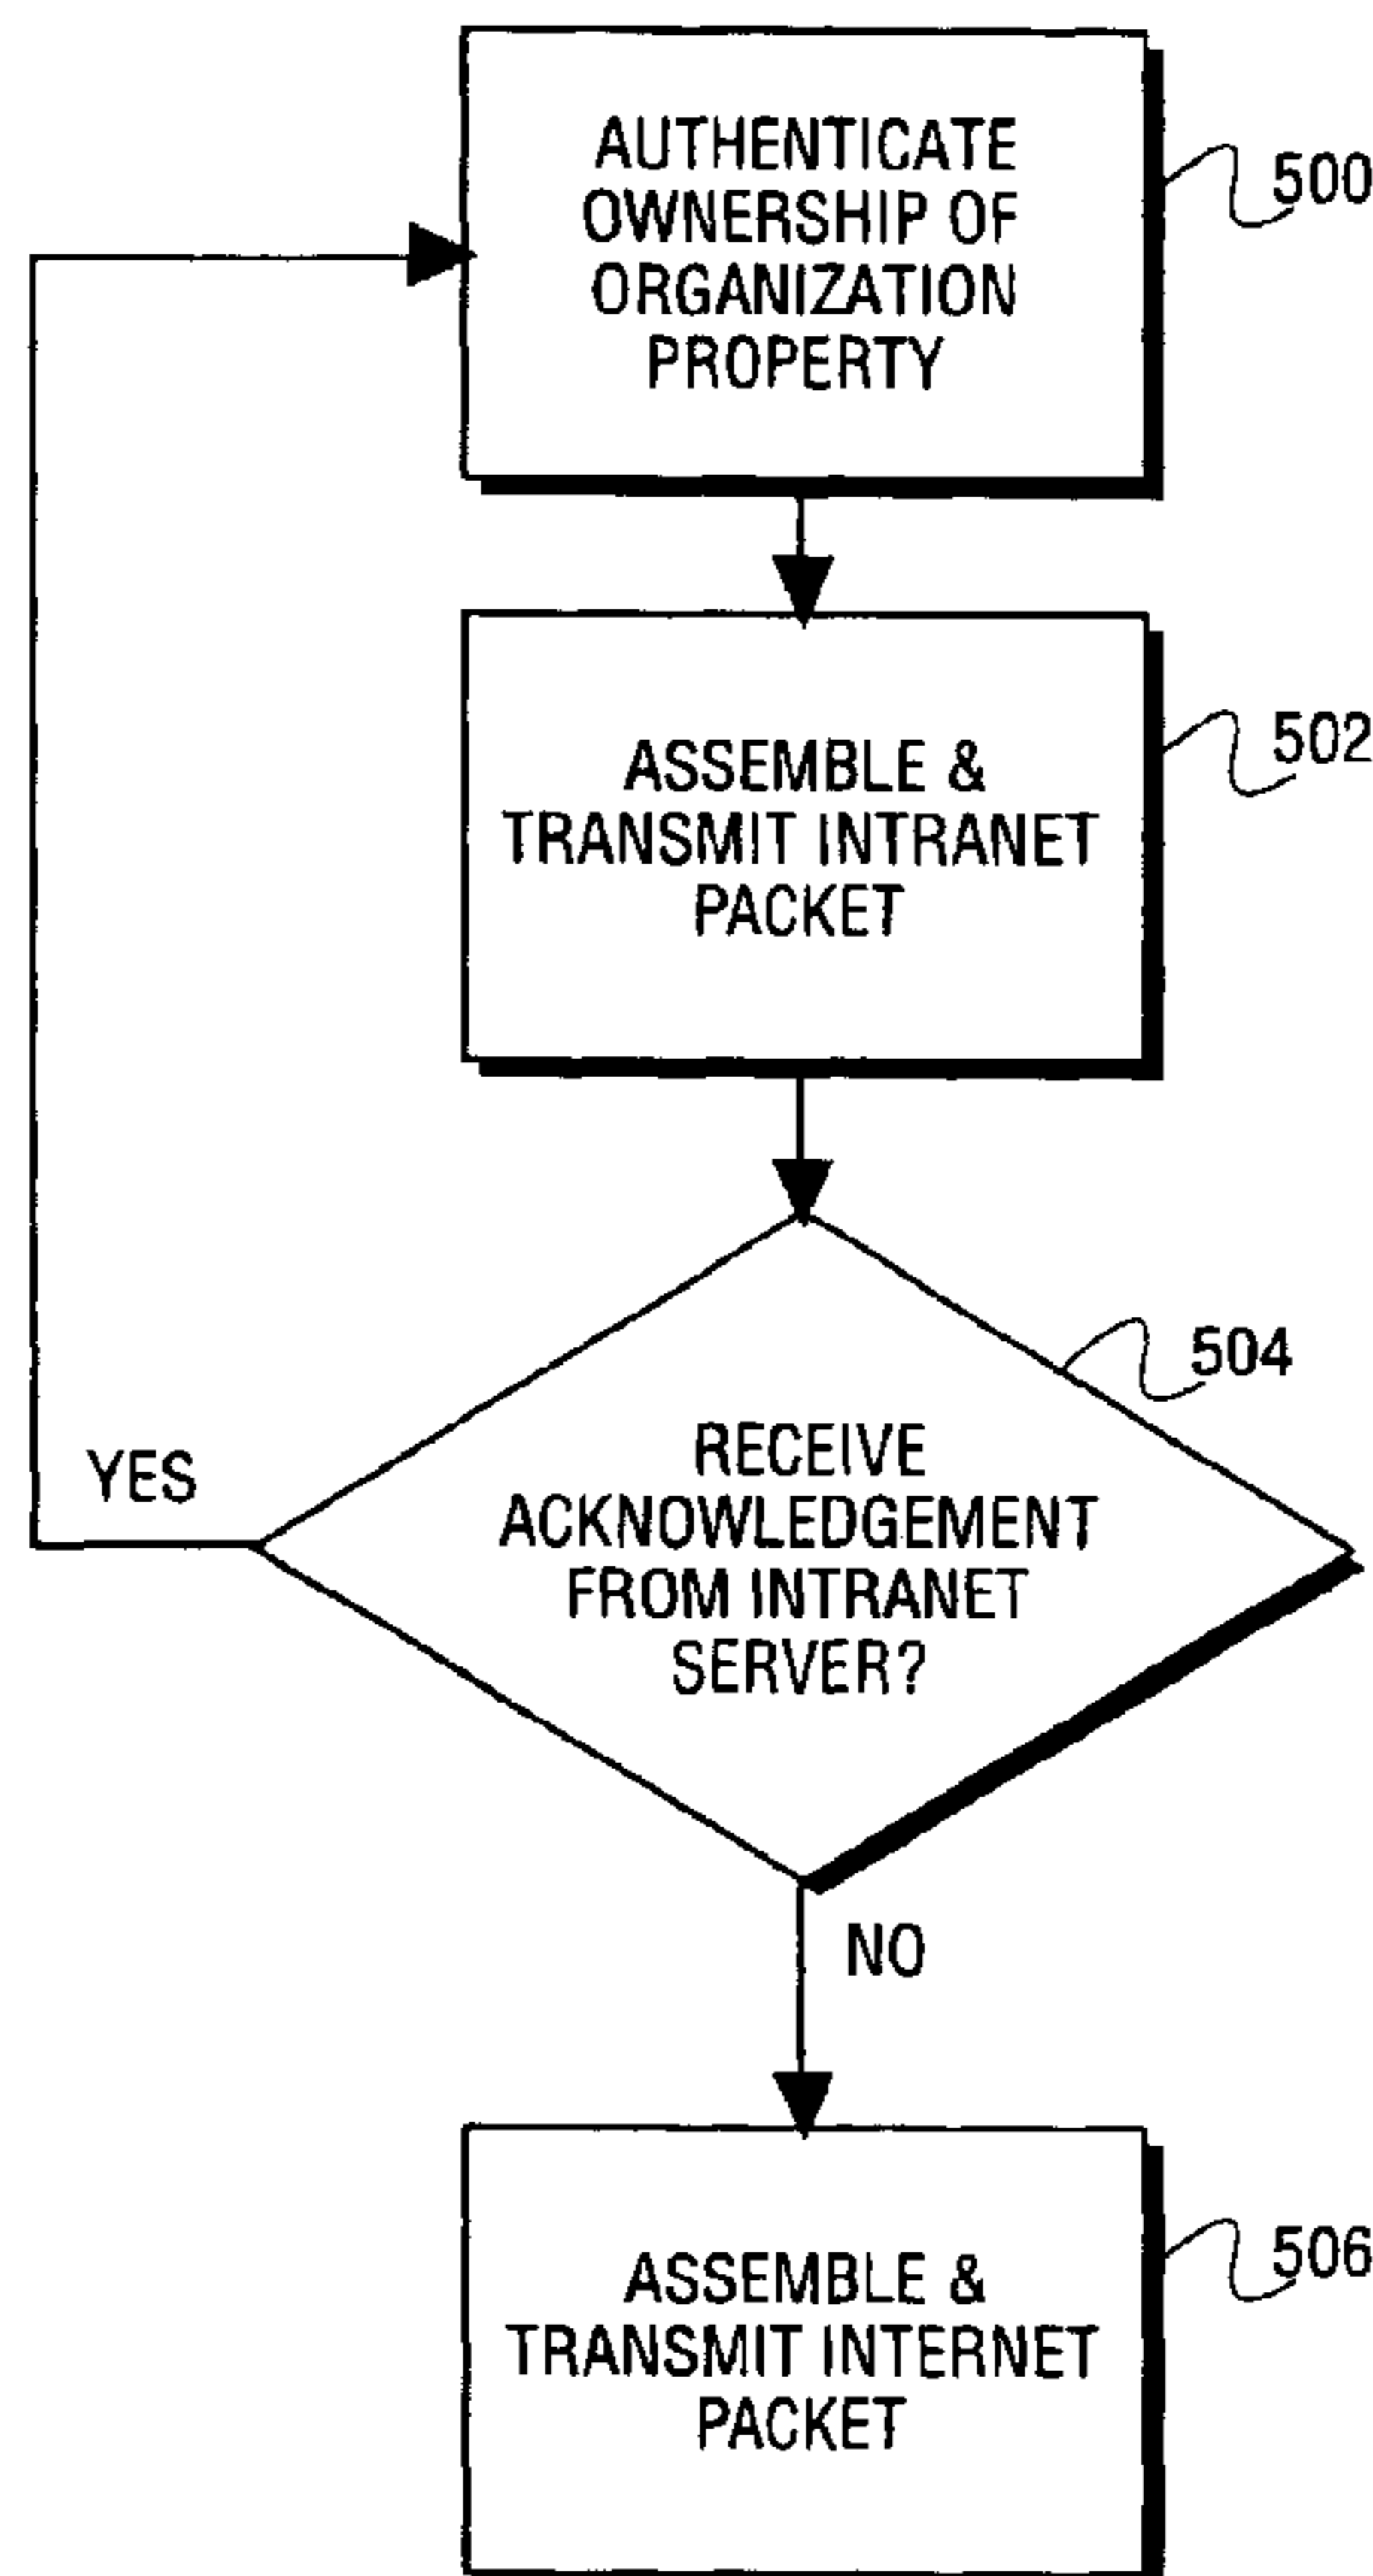 AUTHENTICATE
OWNERSHIP OF
ORGANIZATION
PROPERTY
500
ASSEMBLE &
TRANSMIT INTRANET
PACKET
502
504
RECEIVE
ACKNOWLEDGEMENT
FROM INTRANET
SERVER?
YES
NO
ASSEMBLE &
TRANSMIT INTERNET
PACKET
506